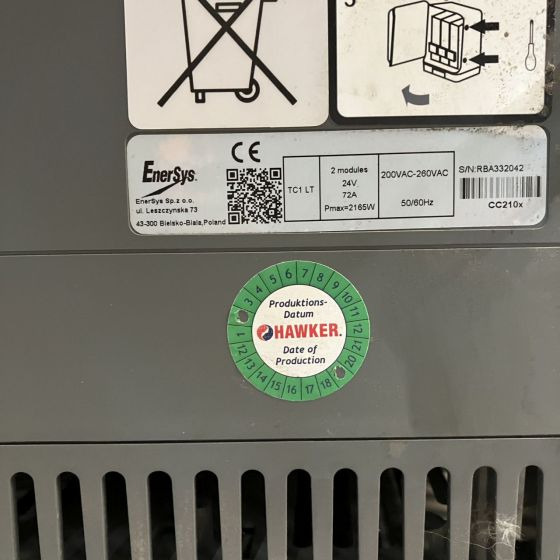 3
EnerSys.
EnerSys Sp.z o.o.
ul. Leszczynska 73
43-300 Bielsko-Biala,Poland
CE
TC1 LT
2 modules
24V
72A
Pmax=2165W
200VAC-260VAC
50/60Hz
S/N:RBA332042
CC210x
1 3 4 5 6 7 8 9 10 11 12
Produktions-
Datum
HAWKER.
Date of
Production
12 13 14 15 16 17 18 20 21